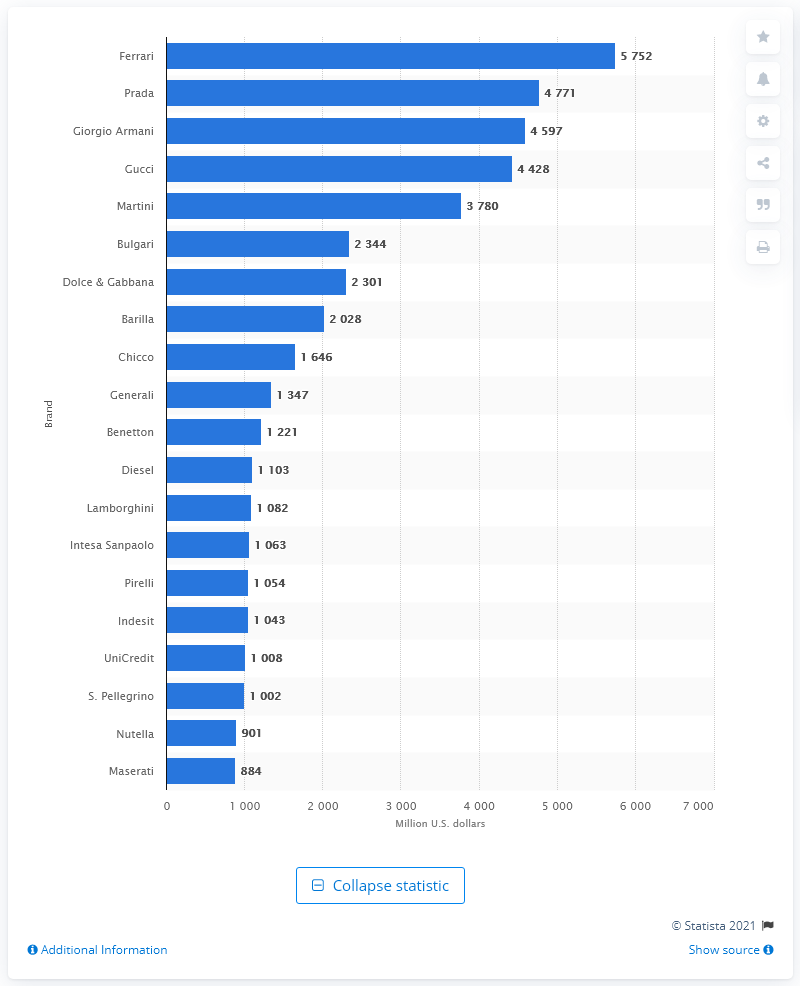 Ferrari 5 752
Prada 4 771
Giorgio Armani 4 597
Gucci 4 428
Martini 3 780
Bulgari 2 344
Dolce & Gabbana 2 301
Barilla 2 028
Chicco 1 646
Generali 1 347
Brand
Benetton 1 221
Diesel 1 103
Lamborghini 1 082
Intesa Sanpaolo 1 063
Pirelli 1 054
Indesit 1 043
UniCredit 1 008
S. Pellegrino 1 002
Nutella 901
Maserati 884
0 1 000 2 000 3 000 4 000 5 000 6 000 7 000
Million U.S. dollars
Collapse statistic
© Statista 2021
Additional Information Show source